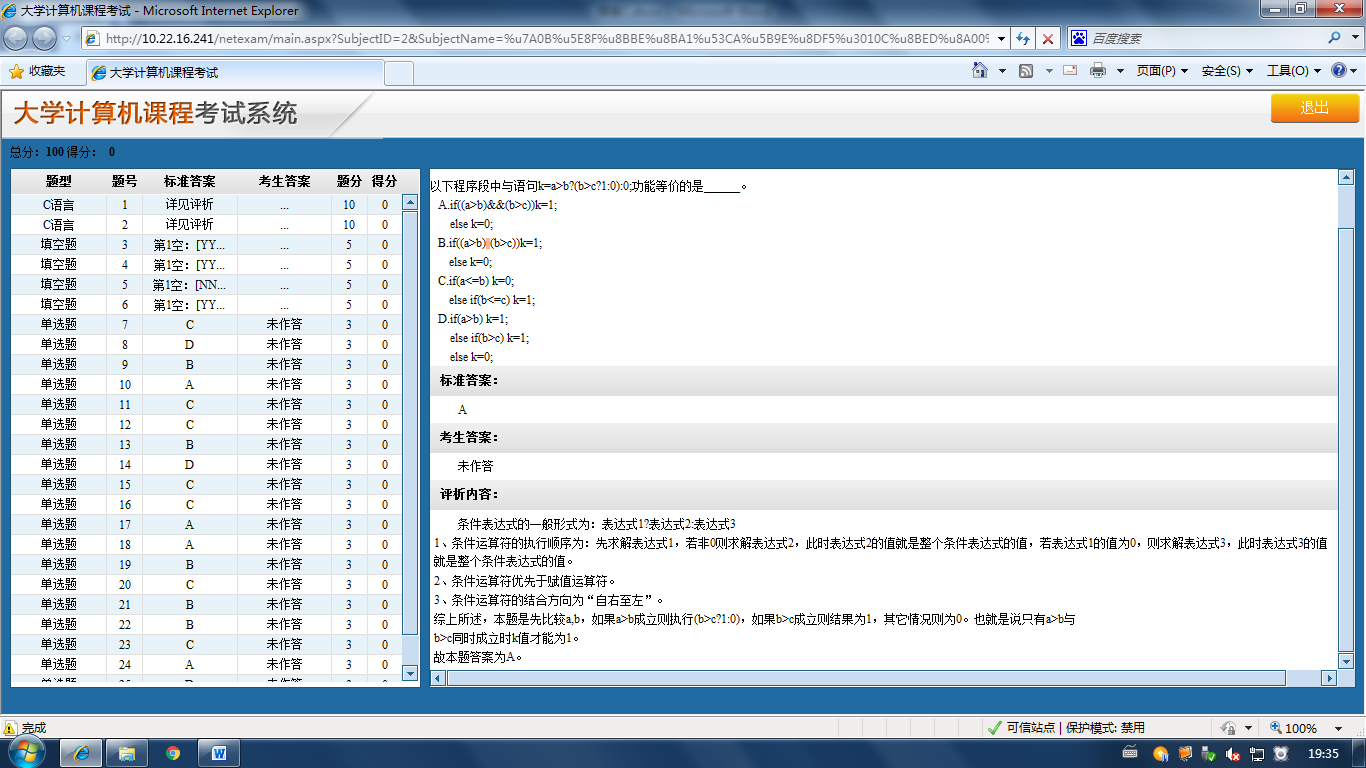 大学计算机课程考试 - Microsoft Internet Explorer
http://10.22.16.241/netexam/main.aspx?SubjectID=2&SubjectName=%u7A0B%u5E8F%u8BBE%u8BA1%u53CA%u5B9E%u8DF5%u3010C%u8BED%u8A00%
百度搜索
收藏夹
大学计算机课程考试
页面(P)
安全(S)
工具(O)
大学计算机课程考试系统
退出
总分：100 得分： 0
题型 题号 标准答案 考生答案 题分 得分
C语言 1 详见评析 ... 10 0
C语言 2 详见评析 ... 10 0
填空题 3 第1空：[YY... ... 5 0
填空题 4 第1空：[YY... ... 5 0
填空题 5 第1空：[NN... ... 5 0
填空题 6 第1空：[YY... ... 5 0
单选题 7 C 未作答 3 0
单选题 8 D 未作答 3 0
单选题 9 B 未作答 3 0
单选题 10 A 未作答 3 0
单选题 11 C 未作答 3 0
单选题 12 C 未作答 3 0
单选题 13 B 未作答 3 0
单选题 14 D 未作答 3 0
单选题 15 C 未作答 3 0
单选题 16 C 未作答 3 0
单选题 17 A 未作答 3 0
单选题 18 A 未作答 3 0
单选题 19 B 未作答 3 0
单选题 20 C 未作答 3 0
单选题 21 B 未作答 3 0
单选题 22 B 未作答 3 0
单选题 23 C 未作答 3 0
单选题 24 A 未作答 3 0
以下程序段中与语句k=a>b?(b>c?1:0):0;功能等价的是______。
A.if((a>b)&&(b>c))k=1;
else k=0;
B.if((a>b)||(b>c))k=1;
else k=0;
C.if(a<=b) k=0;
else if(b<=c) k=1;
D.if(a>b) k=1;
else if(b>c) k=1;
else k=0;
标准答案：
A
考生答案：
未作答
评析内容：
条件表达式的一般形式为：表达式1?表达式2:表达式3
1、条件运算符的执行顺序为：先求解表达式1，若非0则求解表达式2，此时表达式2的值就是整个条件表达式的值，若表达式1的值为0，则求解表达式3，此时表达式3的值
就是整个条件表达式的值。
2、条件运算符优先于赋值运算符。
3、条件运算符的结合方向为“自右至左”。
综上所述，本题是先比较a,b，如果a>b成立则执行(b>c?1:0)，如果b>c成立则结果为1，其它情况则为0。也就是说只有a>b与
b>c同时成立时k值才能为1。
故本题答案为A。
完成
可信站点 | 保护模式: 禁用
100%
19:35